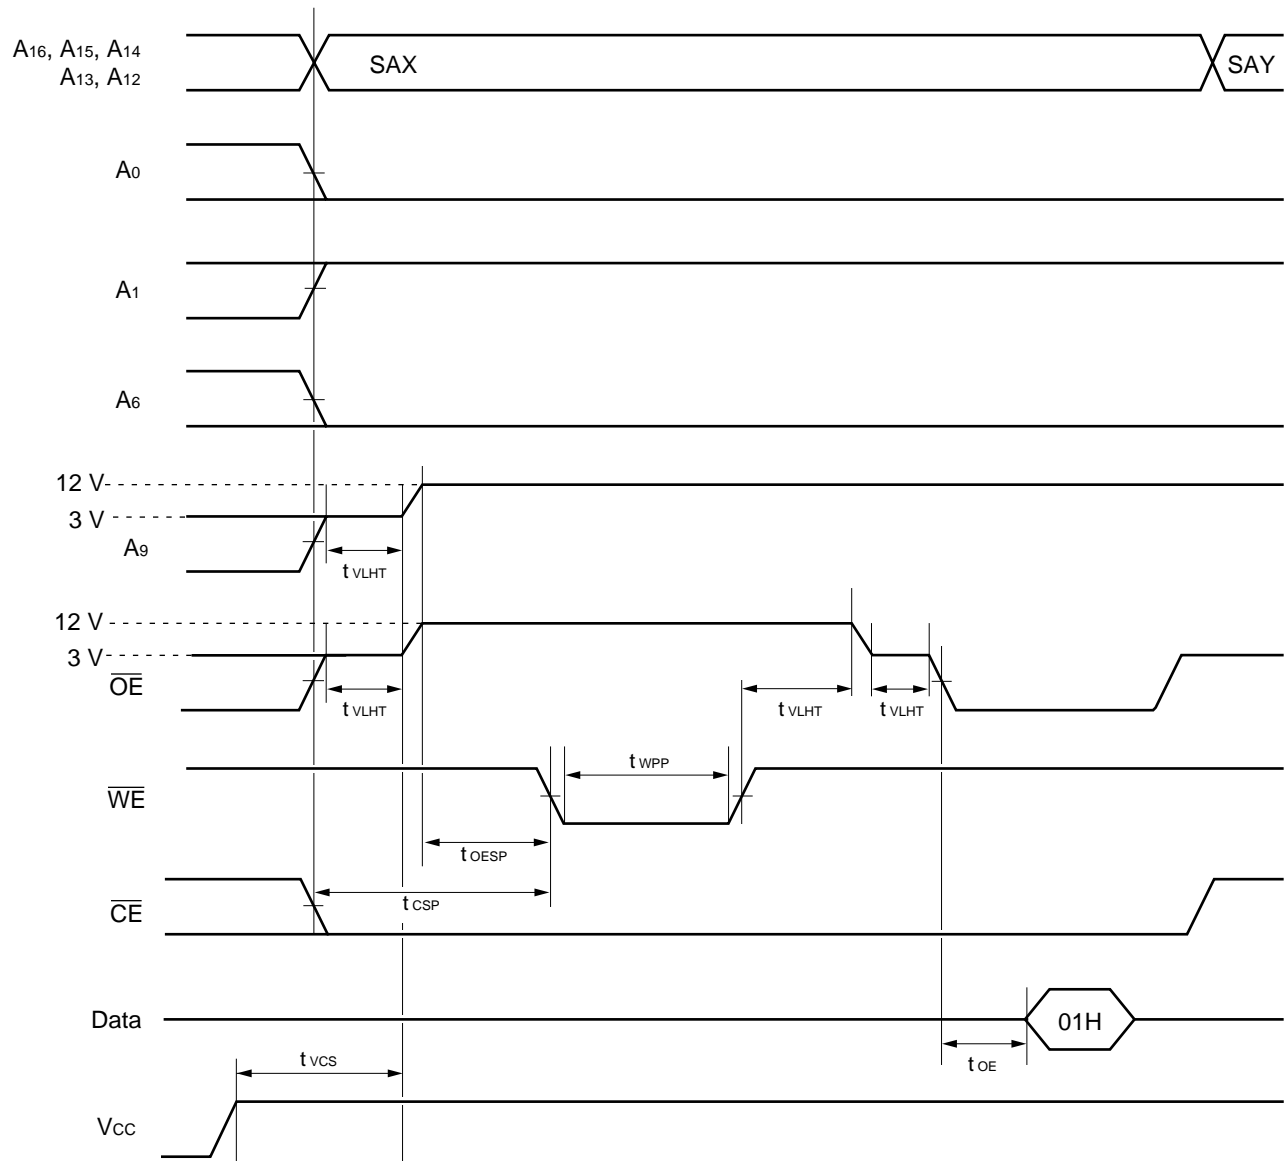 A16, A15, A14
A13, A12
SAX
SAY
A0
A1
A6
12 V
3 V
A9
t VLHT
12 V
3 V
OE
t VLHT
t VLHT
t VLHT
t WPP
WE
t OESP
t CSP
CE
Data
01H
t OE
t VCS
VCC